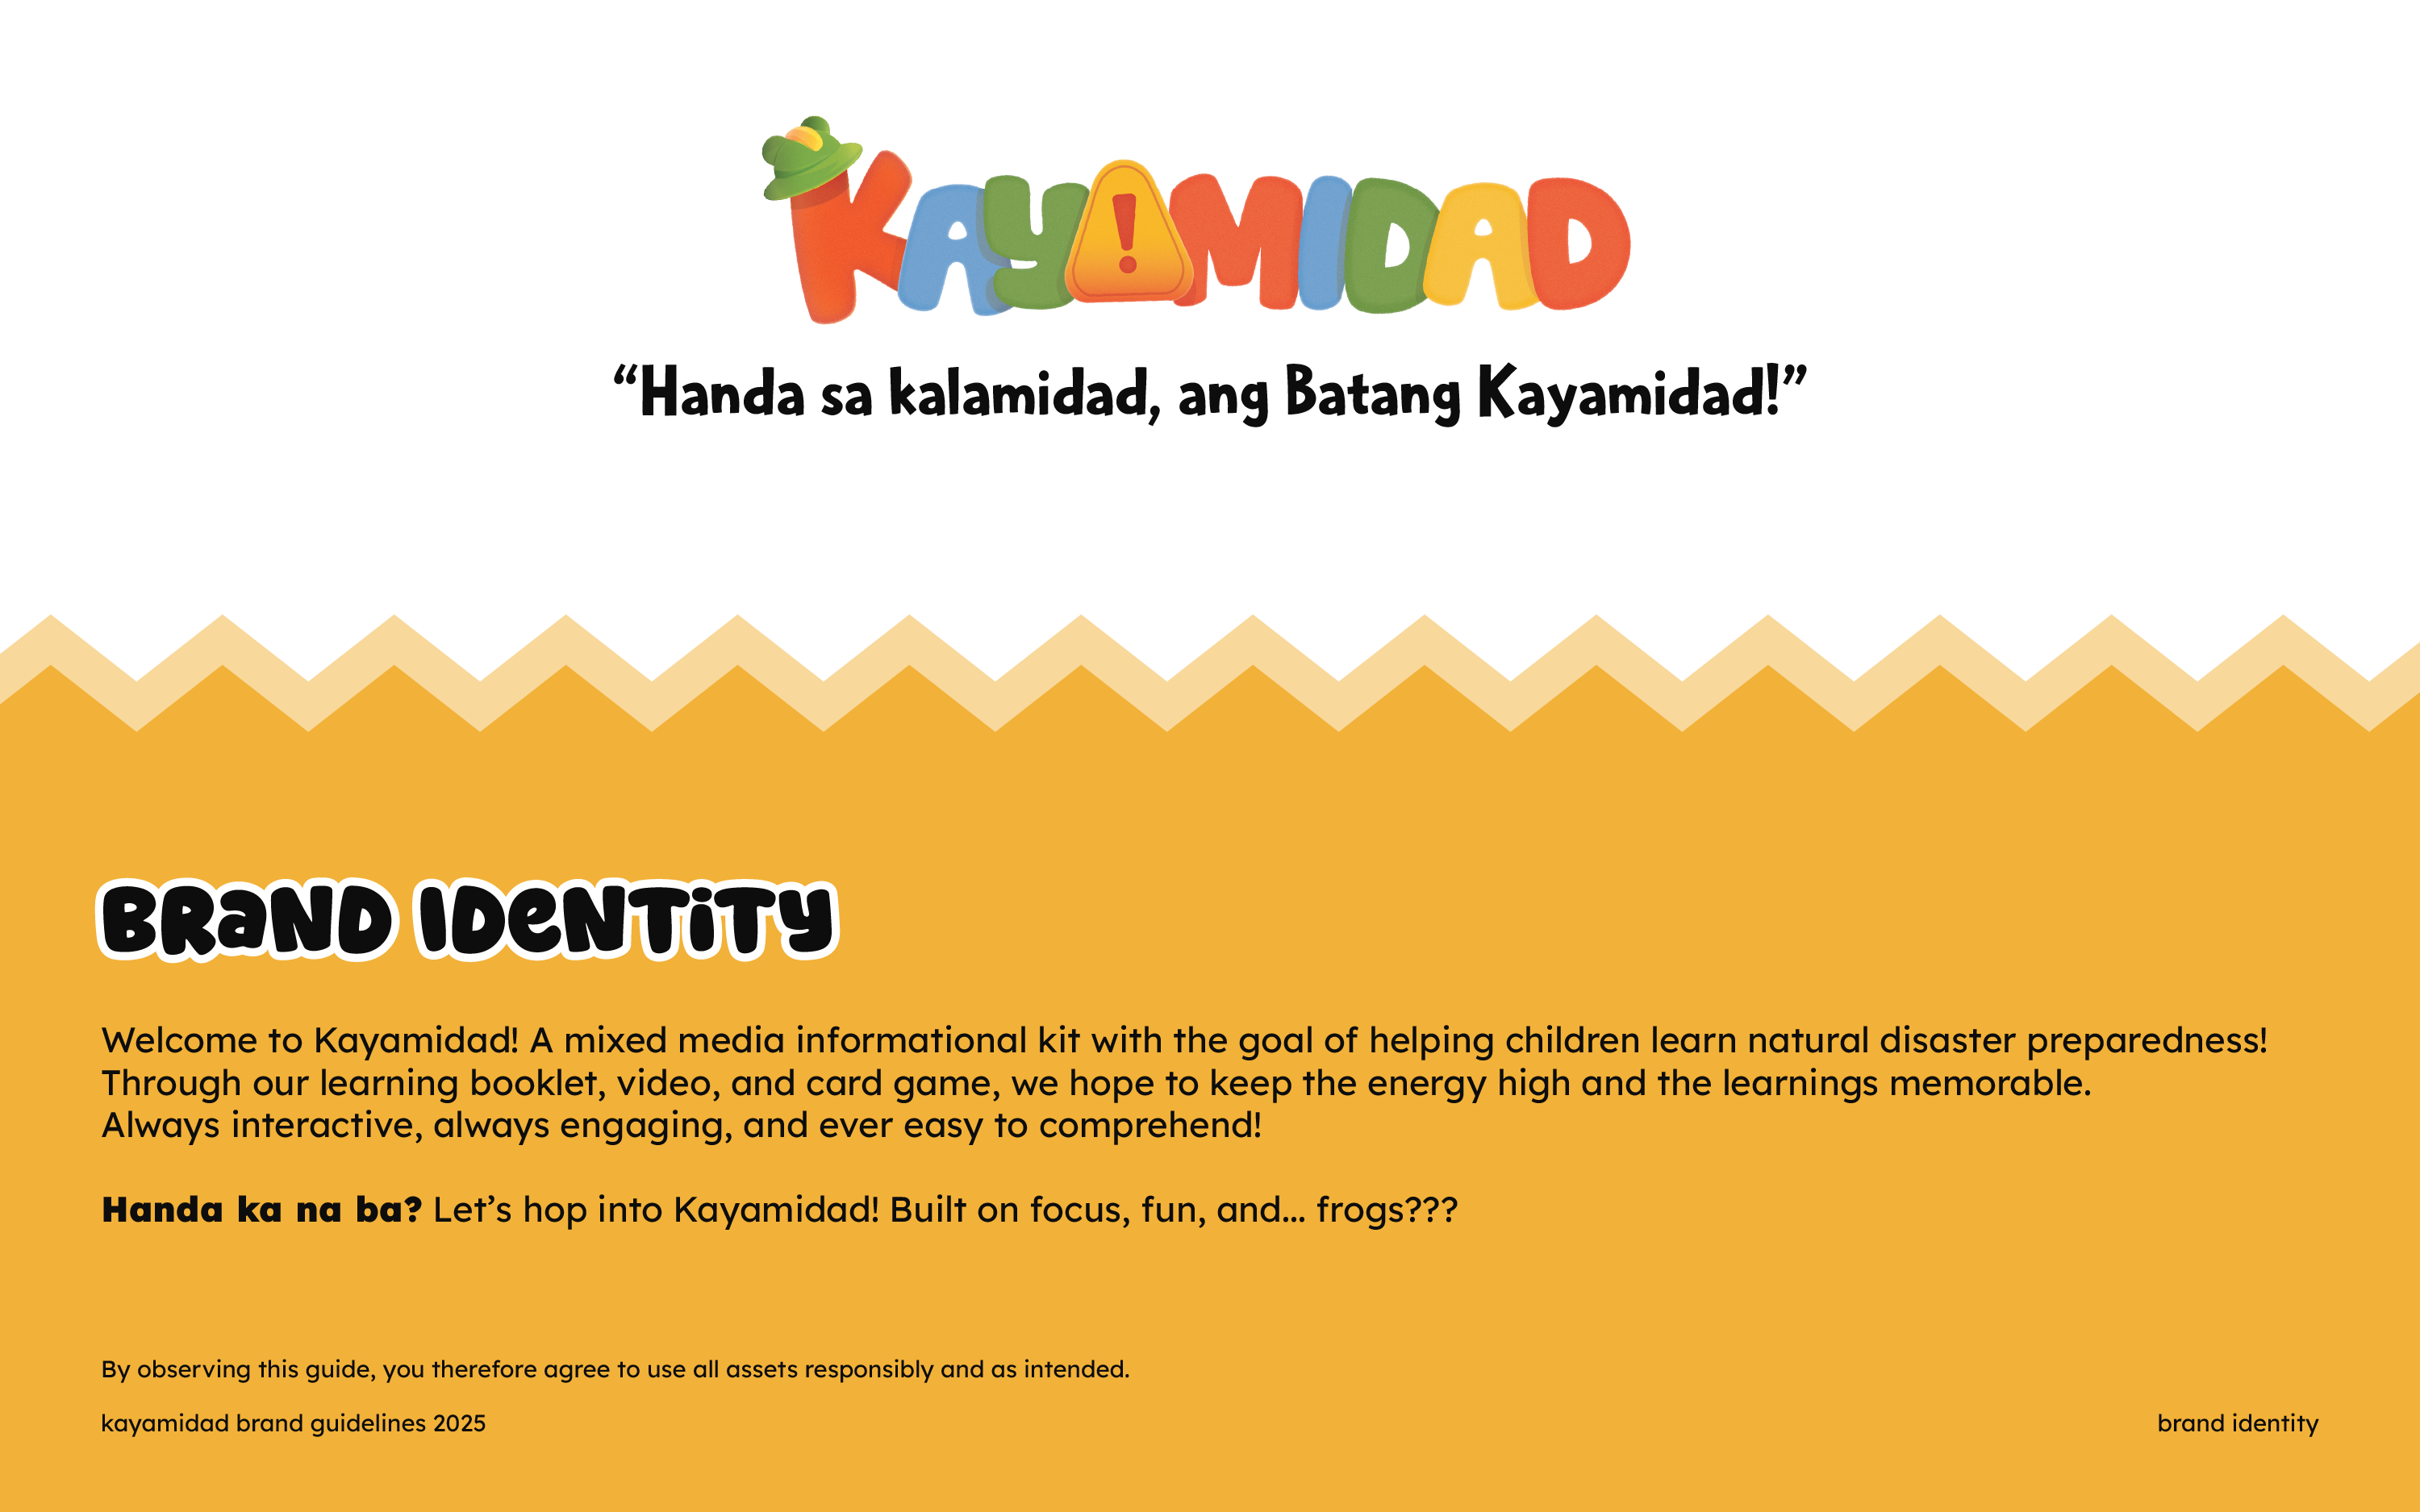 KAYAMIDAD
“Handa sa kalamidad, ang Batang Kayamidad!”
BRaND IDeNTiTy
Welcome to Kayamidad! A mixed media informational kit with the goal of helping children learn natural disaster preparedness!
Through our learning booklet, video, and card game, we hope to keep the energy high and the learnings memorable.
Always interactive, always engaging, and ever easy to comprehend!
Handa ka na ba? Let’s hop into Kayamidad! Built on focus, fun, and... frogs???
By observing this guide, you therefore agree to use all assets responsibly and as intended.
kayamidad brand guidelines 2025
brand identity